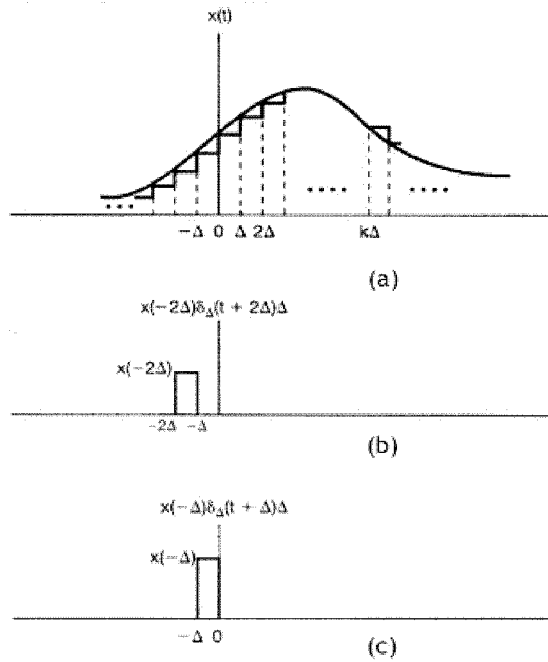 x(t)
. . . . . . . . . . .
−Δ 0 Δ 2Δ kΔ
(a)
x(−2Δ)δΔ(t + 2Δ)Δ
x(−2Δ)
−2Δ −Δ
(b)
x(−Δ)δΔ(t + Δ)Δ
x(−Δ)
−Δ 0
(c)